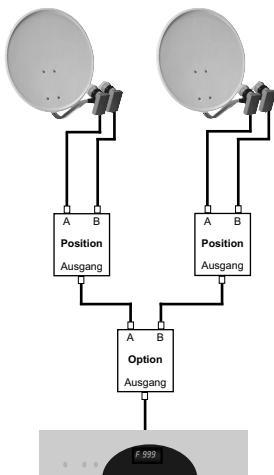 A B
Position
Ausgang
A B
Position
Ausgang
A B
Option
Ausgang
F 999